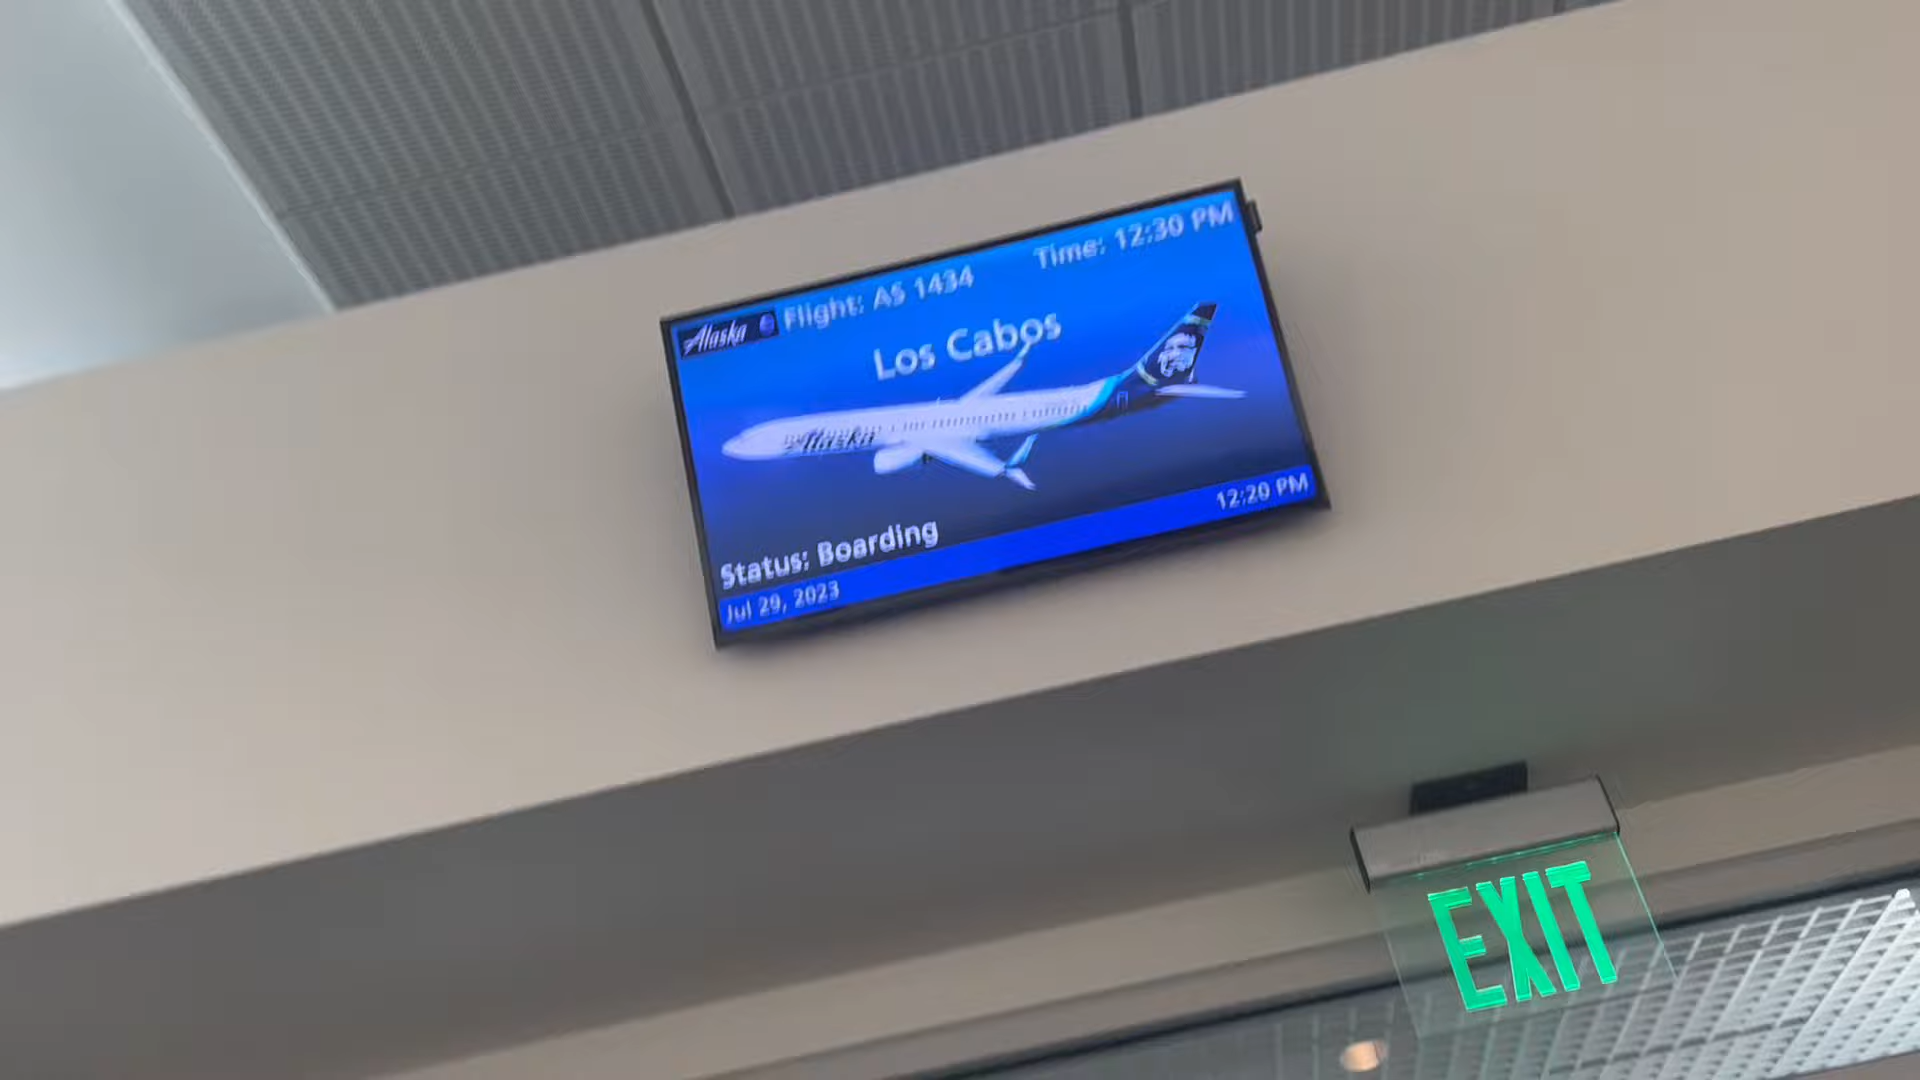 Time: 12:30 PM
Alaska Flight: AS 1434
Los Cabos
Alaska
Status: Boarding
12:20 PM
Jul 29, 2023
EXIT